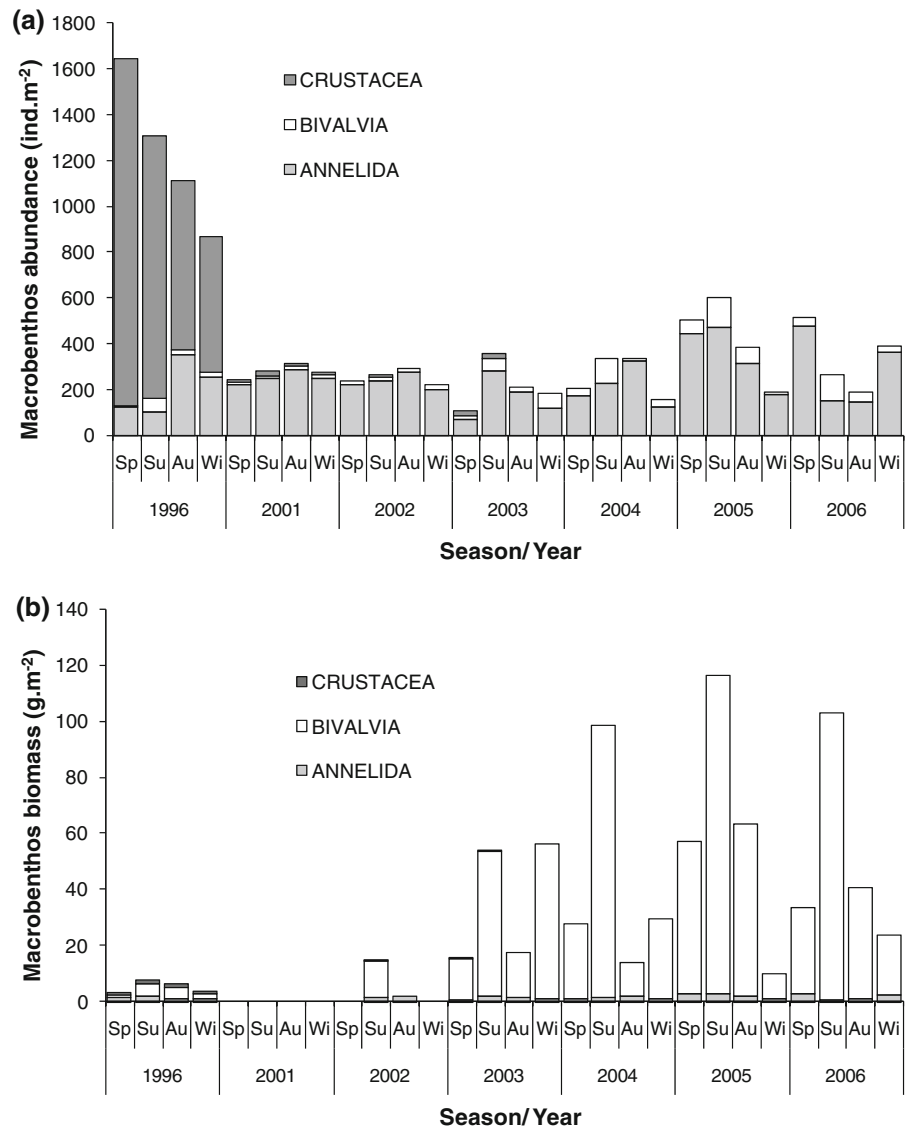 (a)
1800
1600
1400
1200
1000
800
600
400
200
0
Macrobenthos abundance (ind.m-2)
CRUSTACEA
BIVALVIA
ANNELIDA
Sp Su Au Wi Sp Su Au Wi Sp Su Au Wi Sp Su Au Wi Sp Su Au Wi Sp Su Au Wi Sp Su Au Wi
1996 2001 2002 2003 2004 2005 2006
Season/ Year
(b)
140
120
100
80
60
40
20
0
Macrobenthos biomass (g.m-2)
CRUSTACEA
BIVALVIA
ANNELIDA
Sp Su Au Wi Sp Su Au Wi Sp Su Au Wi Sp Su Au Wi Sp Su Au Wi Sp Su Au Wi Sp Su Au Wi
1996 2001 2002 2003 2004 2005 2006
Season/ Year